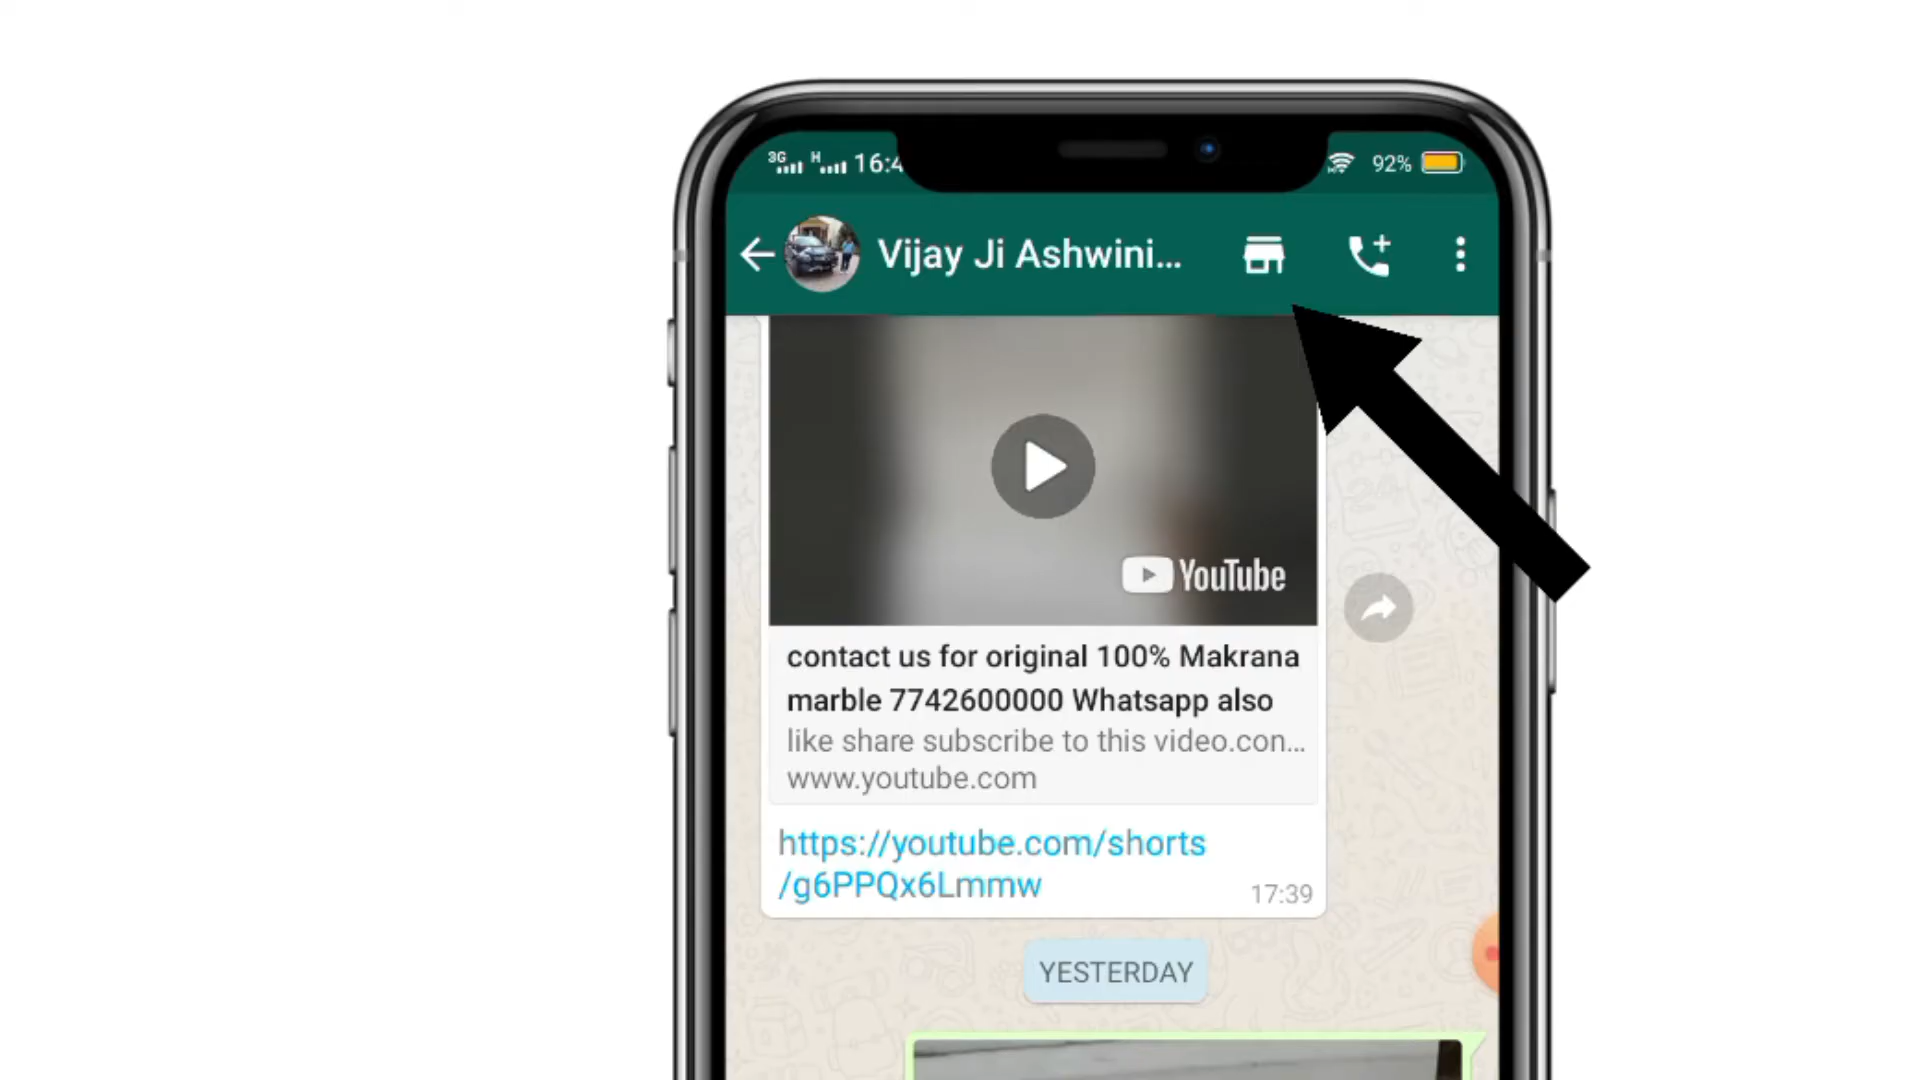 3G H 16:4
92%
Vijay Ji Ashwini...
YouTube
contact us for original 100% Makrana
marble 7742600000 Whatsapp also
like share subscribe to this video.con...
www.youtube.com
https://youtube.com/shorts
/g6PPQx6Lmmw
17:39
YESTERDAY